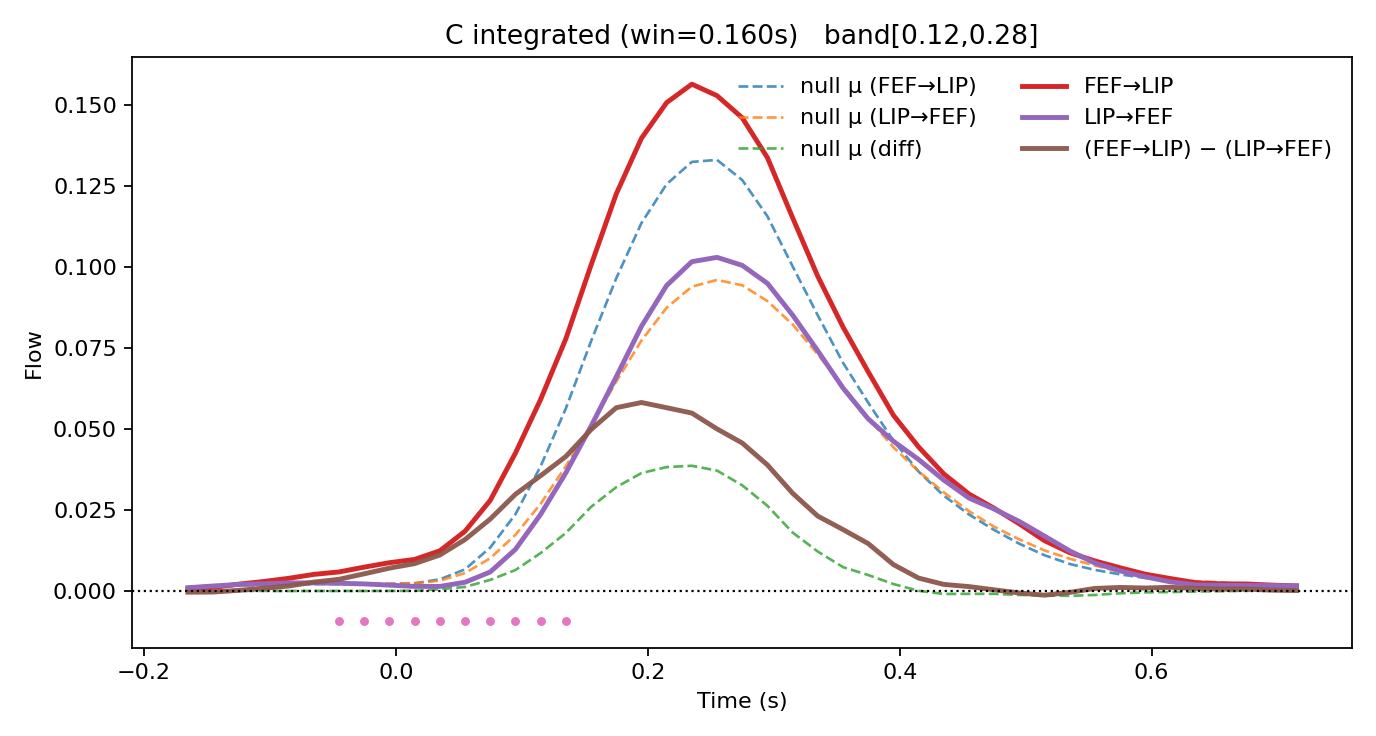 C integrated (win=0.160s)   band[0.12,0.28]
null μ (FEF→LIP)
null μ (LIP→FEF)
null μ (diff)
FEF→LIP
LIP→FEF
(FEF→LIP) − (LIP→FEF)
Flow
0.150
0.125
0.100
0.075
0.050
0.025
0.000
−0.2
0.0
0.2
0.4
0.6
Time (s)